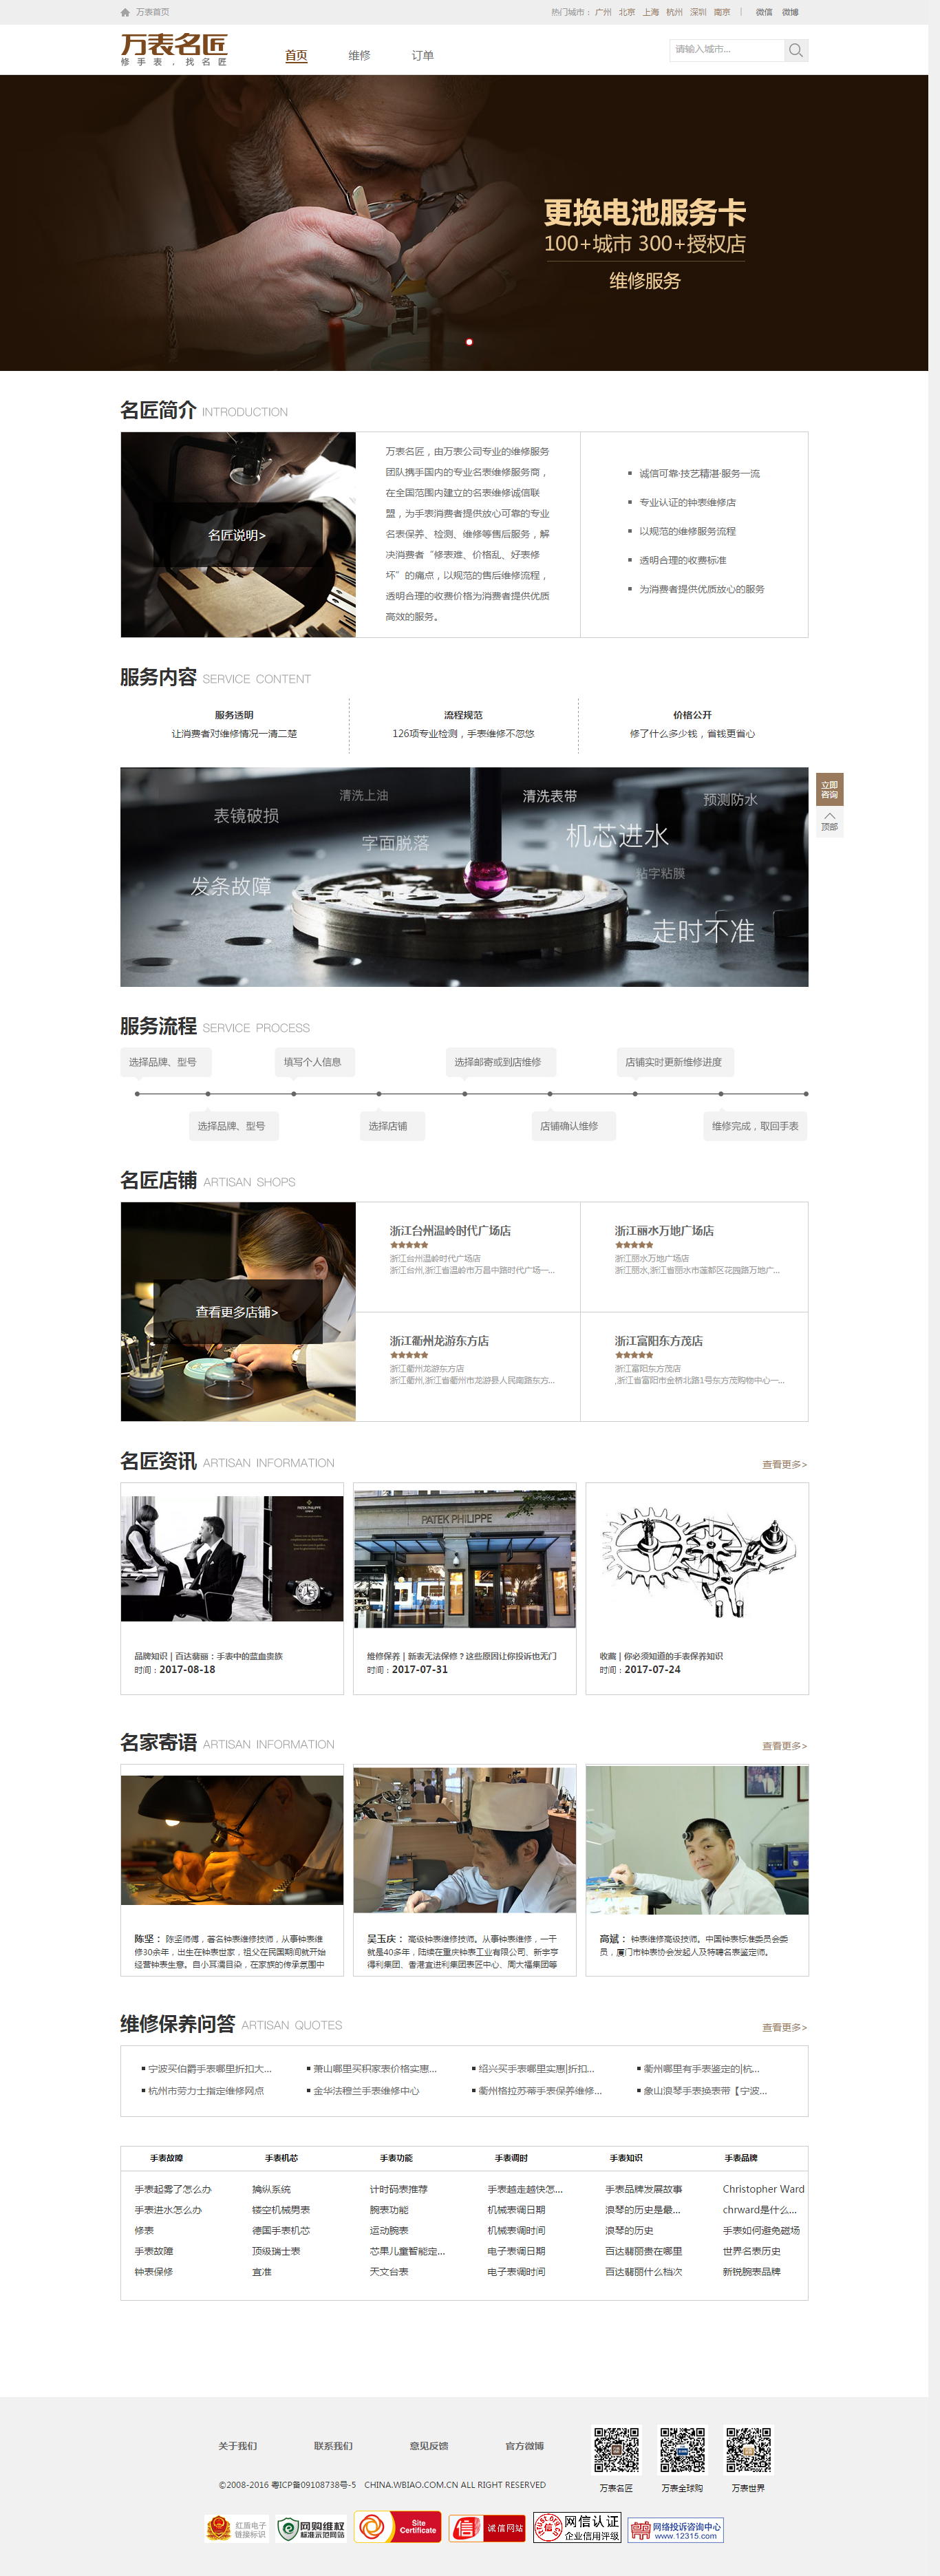 万表首页
热门城市： 广州 北京 上海 杭州 深圳 南京 | 微信 微博
万表名匠
修 手 表 ，找 名 匠
首页 维修 订单
请输入城市...
更换电池服务卡
100+城市 300+授权店
维修服务
名匠简介 INTRODUCTION
名匠说明>
万表名匠，由万表公司专业的维修服务
团队携手国内的专业名表维修服务商，
在全国范围内建立的名表维修诚信联
盟，为手表消费者提供放心可靠的专业
名表保养、检测、维修等售后服务，解
决消费者“修表难、价格乱、好表修
坏”的痛点，以规范的售后维修流程，
透明合理的收费价格为消费者提供优质
高效的服务。
诚信可靠·技艺精湛·服务一流
专业认证的钟表维修店
以规范的维修服务流程
透明合理的收费标准
为消费者提供优质放心的服务
服务内容 SERVICE CONTENT
服务透明
让消费者对维修情况一清二楚
流程规范
126项专业检测，手表维修不忽悠
价格公开
修了什么多少钱，省钱更省心
清洗上油
清洗表带
预测防水
表镜破损
字面脱落
机芯进水
粘字粘膜
发条故障
走时不准
立即
咨询
顶部
服务流程 SERVICE PROCESS
选择品牌、型号
填写个人信息
选择邮寄或到店维修
店铺实时更新维修进度
选择品牌、型号
选择店铺
店铺确认维修
维修完成，取回手表
名匠店铺 ARTISAN SHOPS
查看更多店铺>
浙江台州温岭时代广场店
浙江台州温岭时代广场店
浙江台州,浙江省温岭市万昌中路时代广场一...
浙江丽水万地广场店
浙江丽水万地广场店
浙江丽水,浙江省丽水市莲都区花园路万地广...
浙江衢州龙游东方店
浙江衢州龙游东方店
浙江衢州,浙江省衢州市龙游县人民南路东方...
浙江富阳东方茂店
浙江富阳东方茂店
,浙江省富阳市金桥北路1号东方茂购物中心一...
名匠资讯 ARTISAN INFORMATION
查看更多>
PATEK PHILIPPE
PATEK PHILIPPE
品牌知识 | 百达翡丽：手表中的蓝血贵族
时间：2017-08-18
维修保养 | 新表无法保修？这些原因让你投诉也无门
时间：2017-07-31
收藏 | 你必须知道的手表保养知识
时间：2017-07-24
名家寄语 ARTISAN INFORMATION
查看更多>
陈坚： 陈坚师傅，著名钟表维修技师，从事钟表维
修30余年，出生在钟表世家，祖父在民国期间就开始
经营钟表生意。自小耳濡目染，在家族的传承氛围中
吴玉庆： 高级钟表维修技师。从事钟表维修，一干
就是40多年，陆续在重庆钟表工业有限公司、新宇亨
得利集团、香港宜进利集团表匠中心、周大福集团等
高斌： 钟表维修高级技师。中国钟表标准委员会委
员，厦门市钟表协会发起人及特聘名表鉴定师。
维修保养问答 ARTISAN QUOTES
查看更多>
宁波买伯爵手表哪里折扣大...
萧山哪里买积家表价格实惠...
绍兴买手表哪里实惠|折扣...
衢州哪里有手表鉴定的|杭...
杭州市劳力士指定维修网点
金华法穆兰手表维修中心
衢州格拉苏蒂手表保养维修...
象山浪琴手表换表带【宁波...
手表故障 手表机芯 手表功能 手表调时 手表知识 手表品牌
手表起雾了怎么办 擒纵系统 计时码表推荐 手表越走越快怎... 手表品牌发展故事 Christopher Ward
手表进水怎么办 镂空机械男表 腕表功能 机械表调日期 浪琴的历史是最... chrward是什么...
修表 德国手表机芯 运动腕表 机械表调时间 浪琴的历史 手表如何避免磁场
手表故障 顶级瑞士表 芯果儿童智能定... 电子表调日期 百达翡丽贵在哪里 世界名表历史
钟表保修 宜准 天文台表 电子表调时间 百达翡丽什么档次 新锐腕表品牌
关于我们 联系我们 意见反馈 官方微博
©2008-2016 粤ICP备09108738号-5 CHINA.WBIAO.COM.CN ALL RIGHT RESERVED
万表名匠 万表全球购 万表世界
红盾电子
链接标识
网购维权
标准示范网站
Site
Certificate
诚信网站
网信认证
企业信用评级
网络投诉咨询中心
www.12315.com